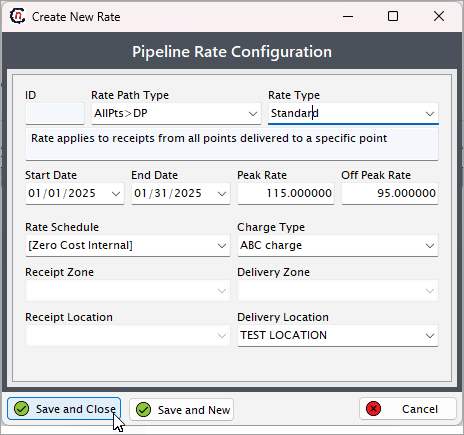 Create New Rate
Pipeline Rate Configuration
ID Rate Path Type Rate Type
AllPts>DP Standard
Rate applies to receipts from all points delivered to a specific point
Start Date End Date Peak Rate Off Peak Rate
01/01/2025 01/31/2025 115.000000 95.000000
Rate Schedule Charge Type
[Zero Cost Internal] ABC charge
Receipt Zone Delivery Zone
Receipt Location Delivery Location
TEST LOCATION
Save and Close Save and New Cancel